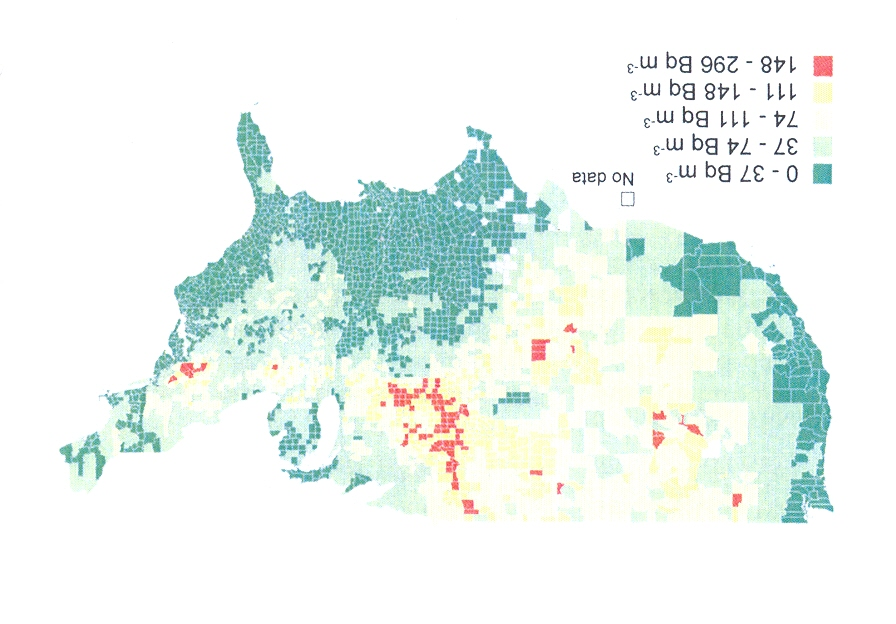 0 - 37 Bq m⁻³
37 - 74 Bq m⁻³
74 - 111 Bq m⁻³
111 - 148 Bq m⁻³
148 - 296 Bq m⁻³
No data